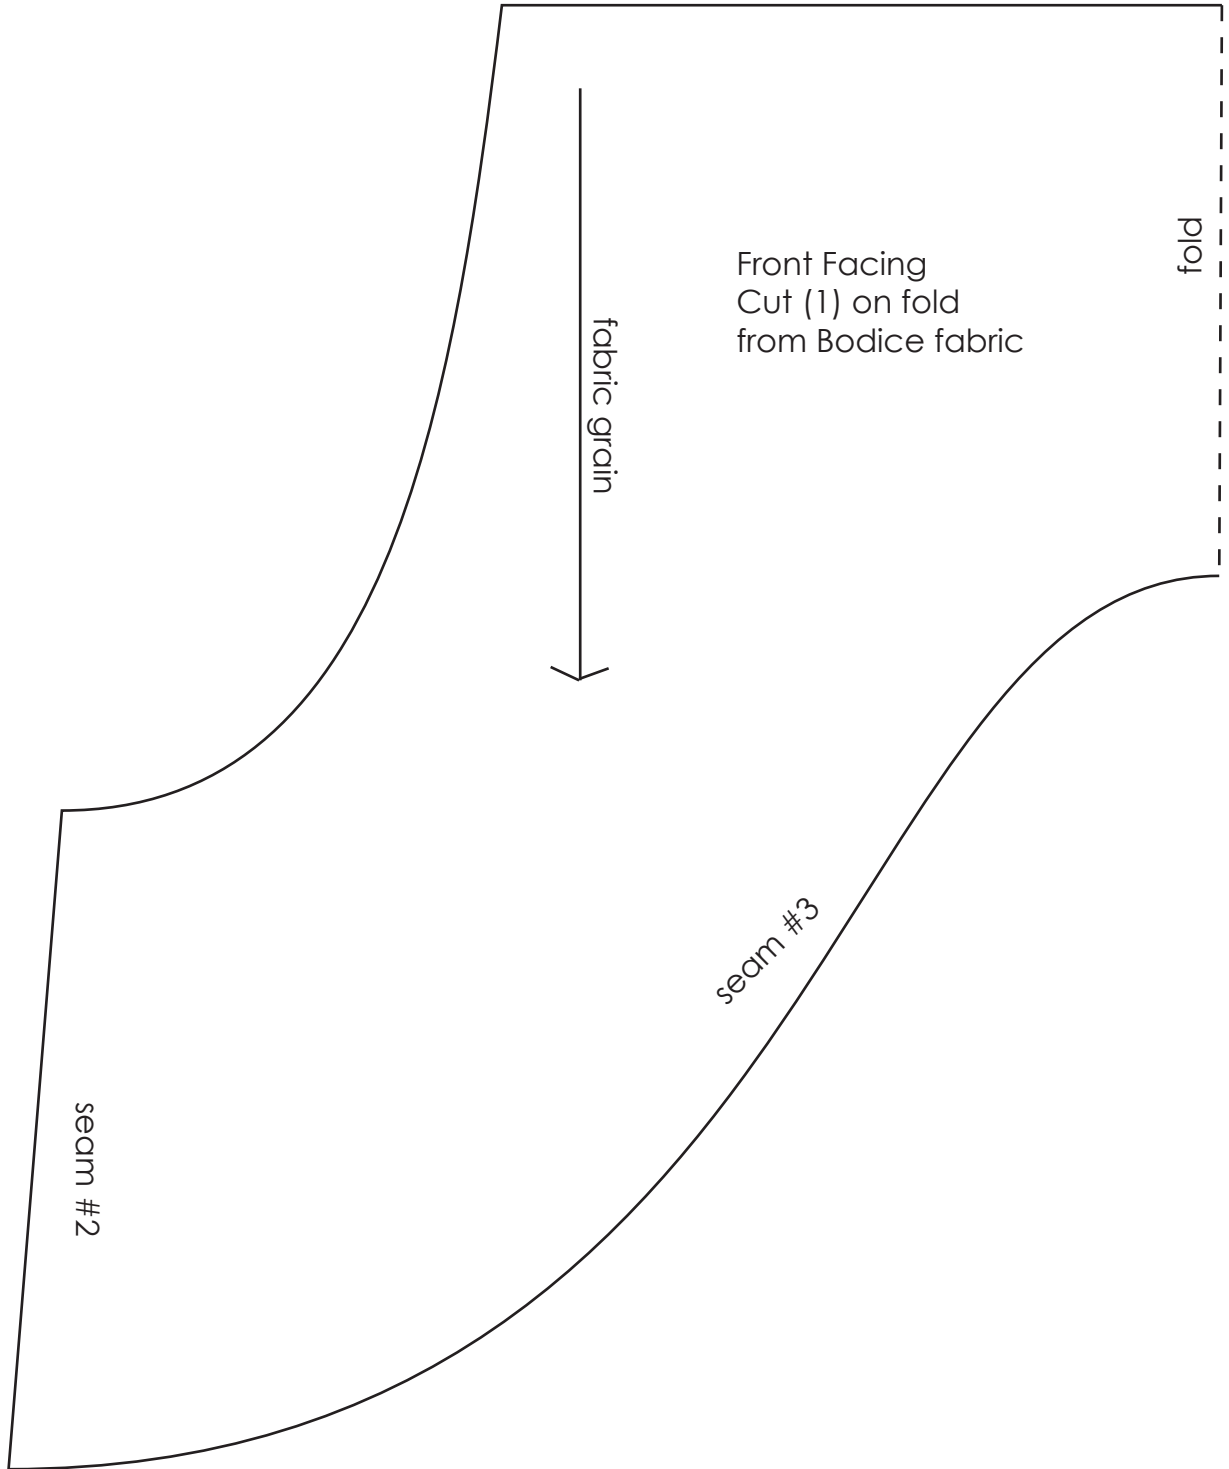 fold
Front Facing
Cut (1) on fold
from Bodice fabric
fabric grain
seam #3
seam #2